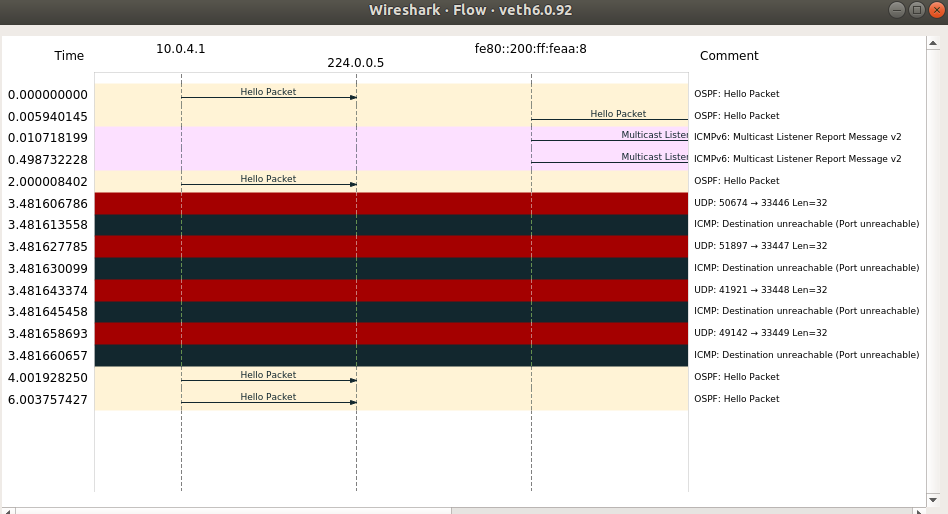 Wireshark · Flow · veth6.0.92
Time 10.0.4.1 224.0.0.5 fe80::200:ff:feaa:8 Comment
0.000000000 Hello Packet OSPF: Hello Packet
0.005940145 Hello Packet OSPF: Hello Packet
0.010718199 Multicast Listen ICMPv6: Multicast Listener Report Message v2
0.498732228 Multicast Listen ICMPv6: Multicast Listener Report Message v2
2.000008402 Hello Packet OSPF: Hello Packet
3.481606786 UDP: 50674 → 33446 Len=32
3.481613558 ICMP: Destination unreachable (Port unreachable)
3.481627785 UDP: 51897 → 33447 Len=32
3.481630099 ICMP: Destination unreachable (Port unreachable)
3.481643374 UDP: 41921 → 33448 Len=32
3.481645458 ICMP: Destination unreachable (Port unreachable)
3.481658693 UDP: 49142 → 33449 Len=32
3.481660657 ICMP: Destination unreachable (Port unreachable)
4.001928250 Hello Packet OSPF: Hello Packet
6.003757427 Hello Packet OSPF: Hello Packet